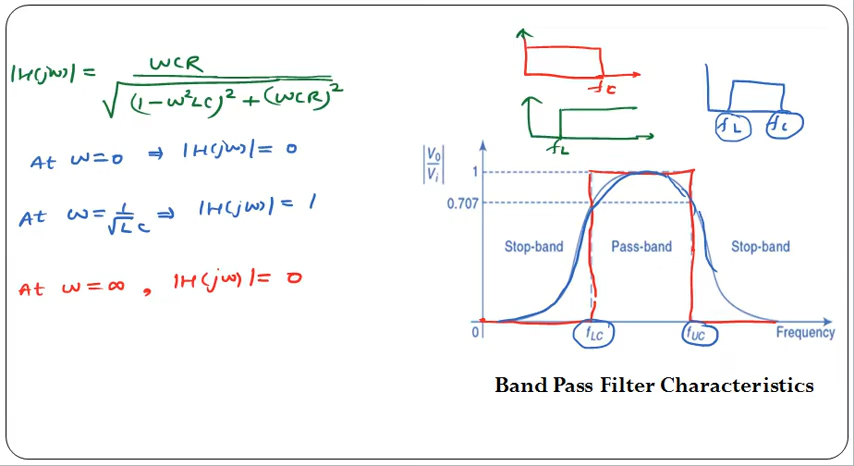 |H(jω)| = ωCR / √(1-ω²LC)² + (ωCR)²
At ω=0 ⇒ |H(jω)| = 0
At ω = 1/√LC ⇒ |H(jω)| = 1
At ω = ∞ , |H(jω)| = 0
fc
fL
fL fc
|Vo/Vi|
1
0.707
Stop-band Pass-band Stop-band
0 fLC fUC Frequency
Band Pass Filter Characteristics